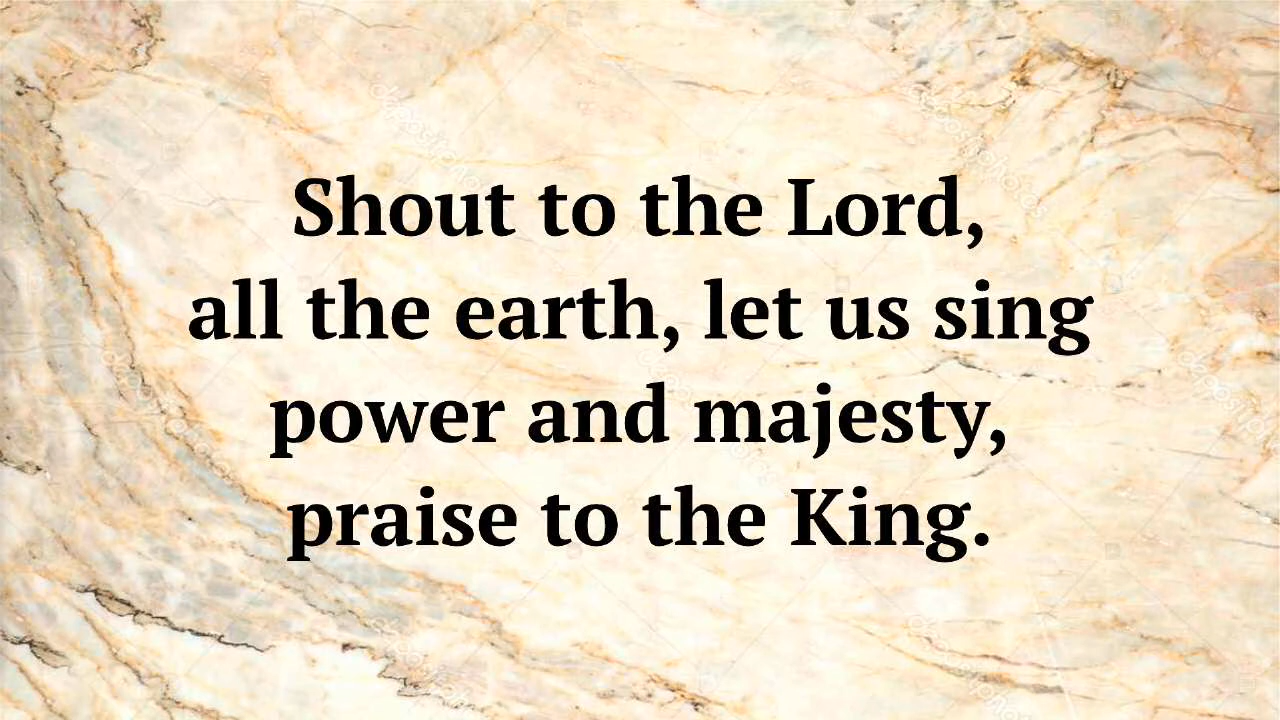 Shout to the Lord,
all the earth, let us sing
power and majesty,
praise to the King.